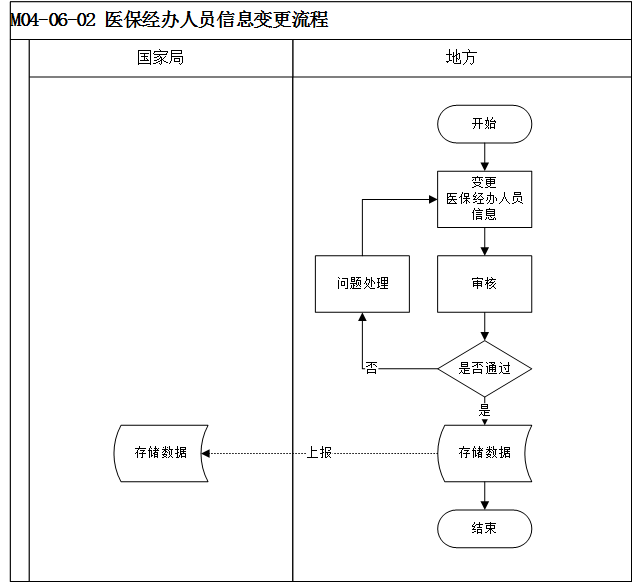 M04-06-02 医保经办人员信息变更流程
国家局
地方
开始
变更
医保经办人员
信息
问题处理
审核
否
是否通过
是
存储数据
上报
存储数据
结束